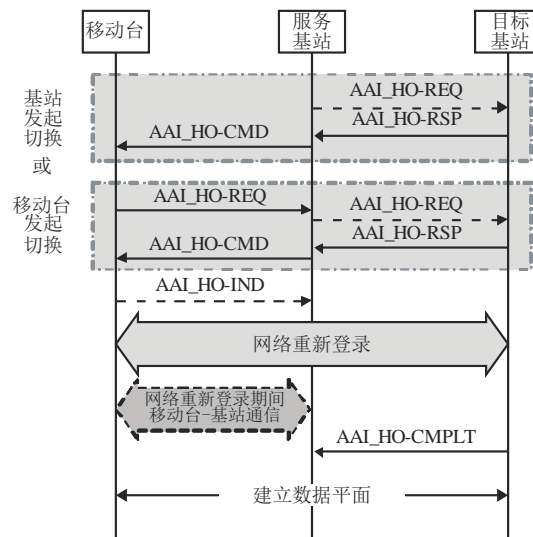 移动台
服务
基站
目标
基站
基站
发起
切换
AAI_HO-REQ
AAI_HO-RSP
AAI_HO-CMD
或
移动台
发起
切换
AAI_HO-REQ
AAI_HO-REQ
AAI_HO-RSP
AAI_HO-CMD
AAI_HO-IND
网络重新登录
网络重新登录期间
移动台-基站通信
AAI_HO-CMPLT
建立数据平面